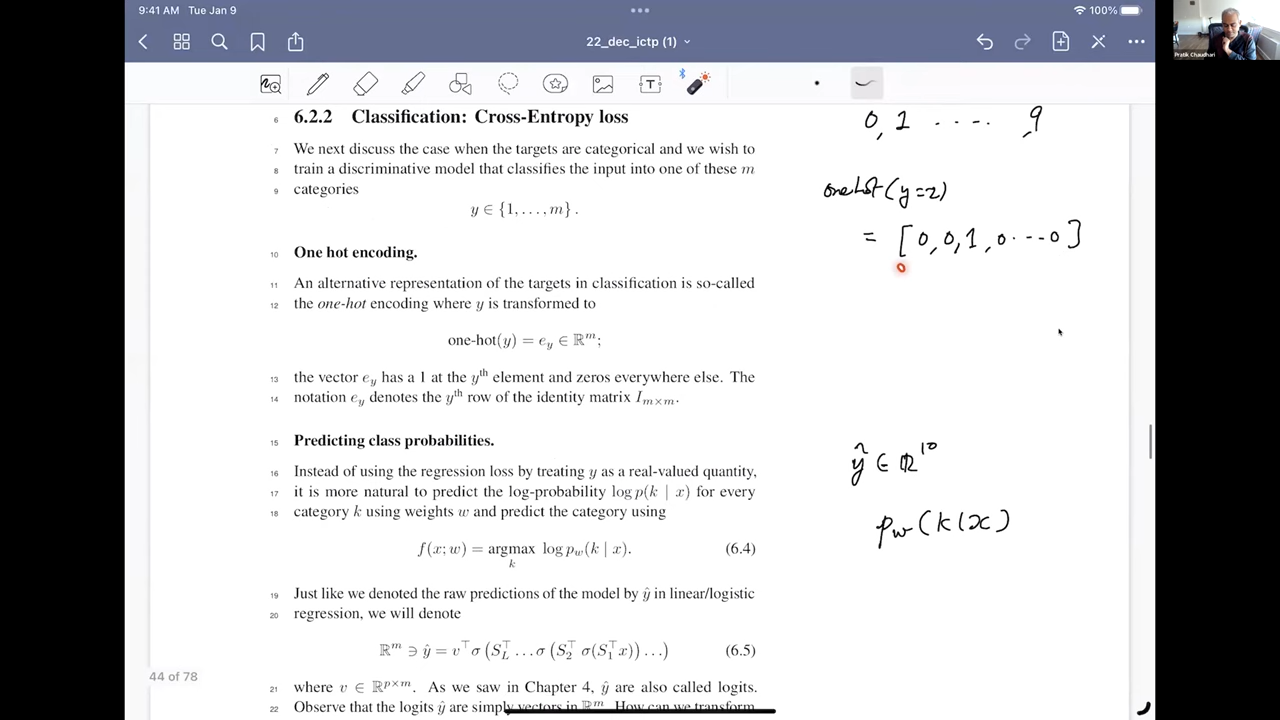 9:41 AM Tue Jan 9
100%
Pratik Chaudhari
22_dec_ictp (1)
6 6.2.2 Classification: Cross-Entropy loss
7 We next discuss the case when the targets are categorical and we wish to
8 train a discriminative model that classifies the input into one of these m
9 categories
y ∈ {1, . . . , m} .
10 One hot encoding.
11 An alternative representation of the targets in classification is so-called
12 the one-hot encoding where y is transformed to
one-hot(y) = e_y ∈ ℝ^m;
13 the vector e_y has a 1 at the y^th element and zeros everywhere else. The
14 notation e_y denotes the y^th row of the identity matrix I_{m×m}.
15 Predicting class probabilities.
16 Instead of using the regression loss by treating y as a real-valued quantity,
17 it is more natural to predict the log-probability log p(k | x) for every
18 category k using weights w and predict the category using
f(x; w) = argmax_k log p_w(k | x). (6.4)
19 Just like we denoted the raw predictions of the model by ŷ in linear/logistic
20 regression, we will denote
ℝ^m ∋ ŷ = v^⊤ σ (S_L^⊤ . . . σ (S_2^⊤ σ(S_1^⊤ x)) . . .) (6.5)
21 where v ∈ ℝ^{p×m}. As we saw in Chapter 4, ŷ are also called logits.
22 Observe that the logits ŷ are simply vectors in ℝ^m. How can we transform
44 of 78
0, 1 . . . . , 9
onehot(y=2)
= [0, 0, 1, 0 . . . 0]
ŷ ∈ ℝ^10
p_w(k|x)